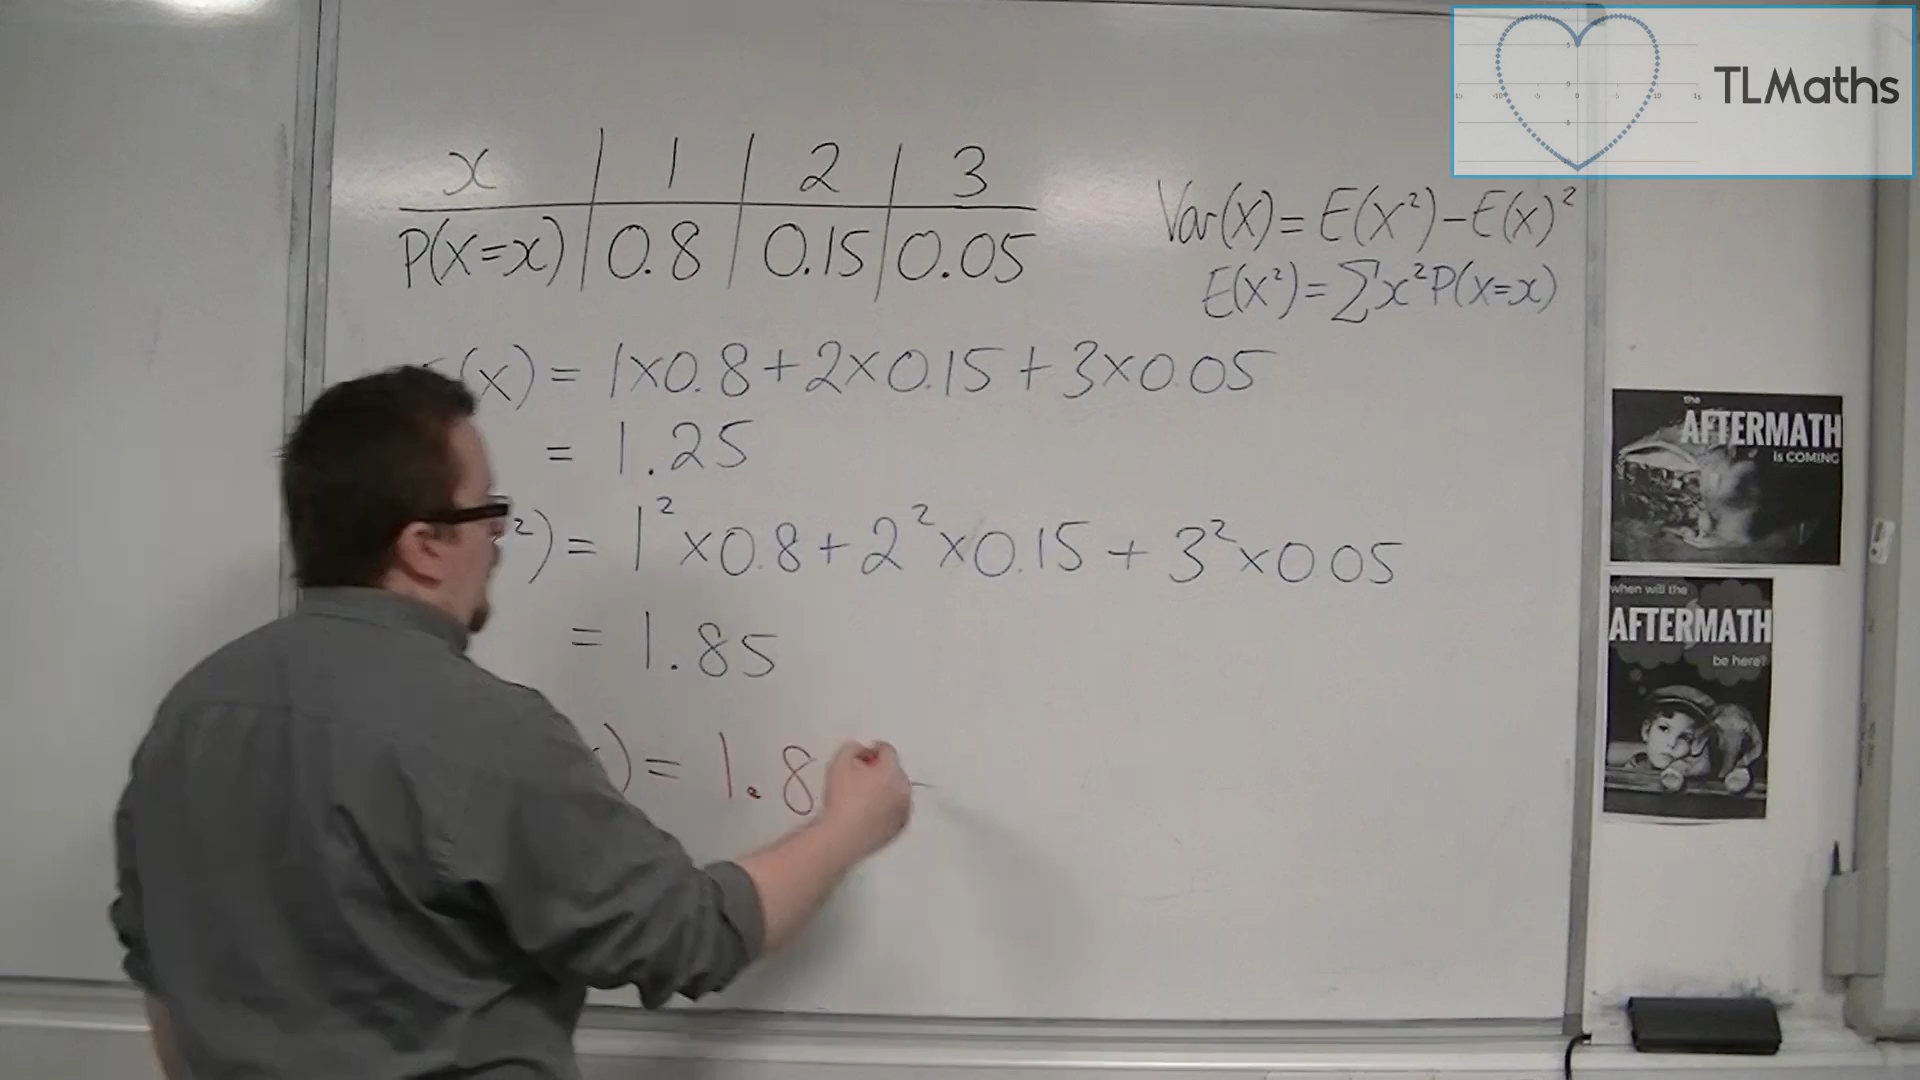 TLMaths
x 1 2 3
P(X=x) 0.8 0.15 0.05
Var(X) = E(X²) − E(X)²
E(X²) = ∑x²P(X=x)
(X) = 1×0.8 + 2×0.15 + 3×0.05
= 1.25
²) = 1²×0.8 + 2²×0.15 + 3²×0.05
= 1.85
) = 1.8
the
AFTERMATH
is COMING
when will the
AFTERMATH
be here?